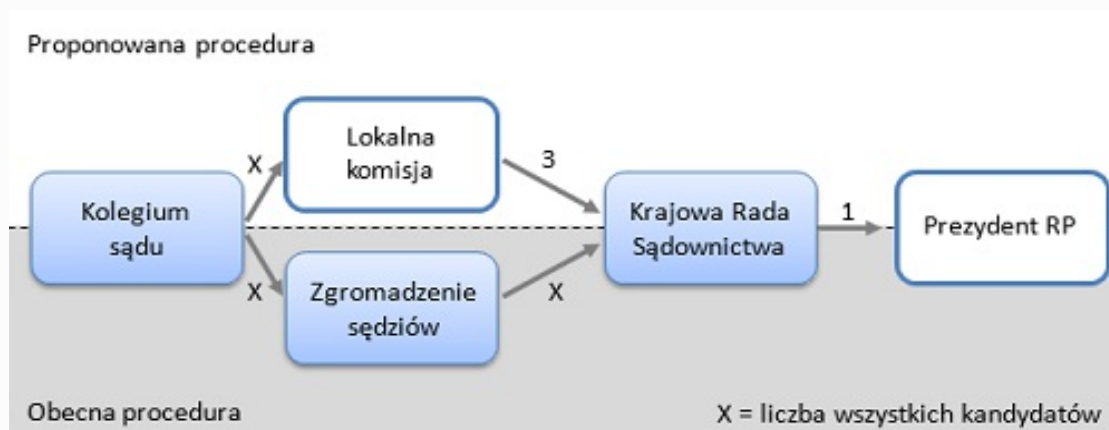 Proponowana procedura
Lokalna
komisja
X
3
Kolegium
sądu
Krajowa Rada
Sądownictwa
1
Prezydent RP
X
Zgromadzenie
sędziów
X
Obecna procedura
X = liczba wszystkich kandydatów